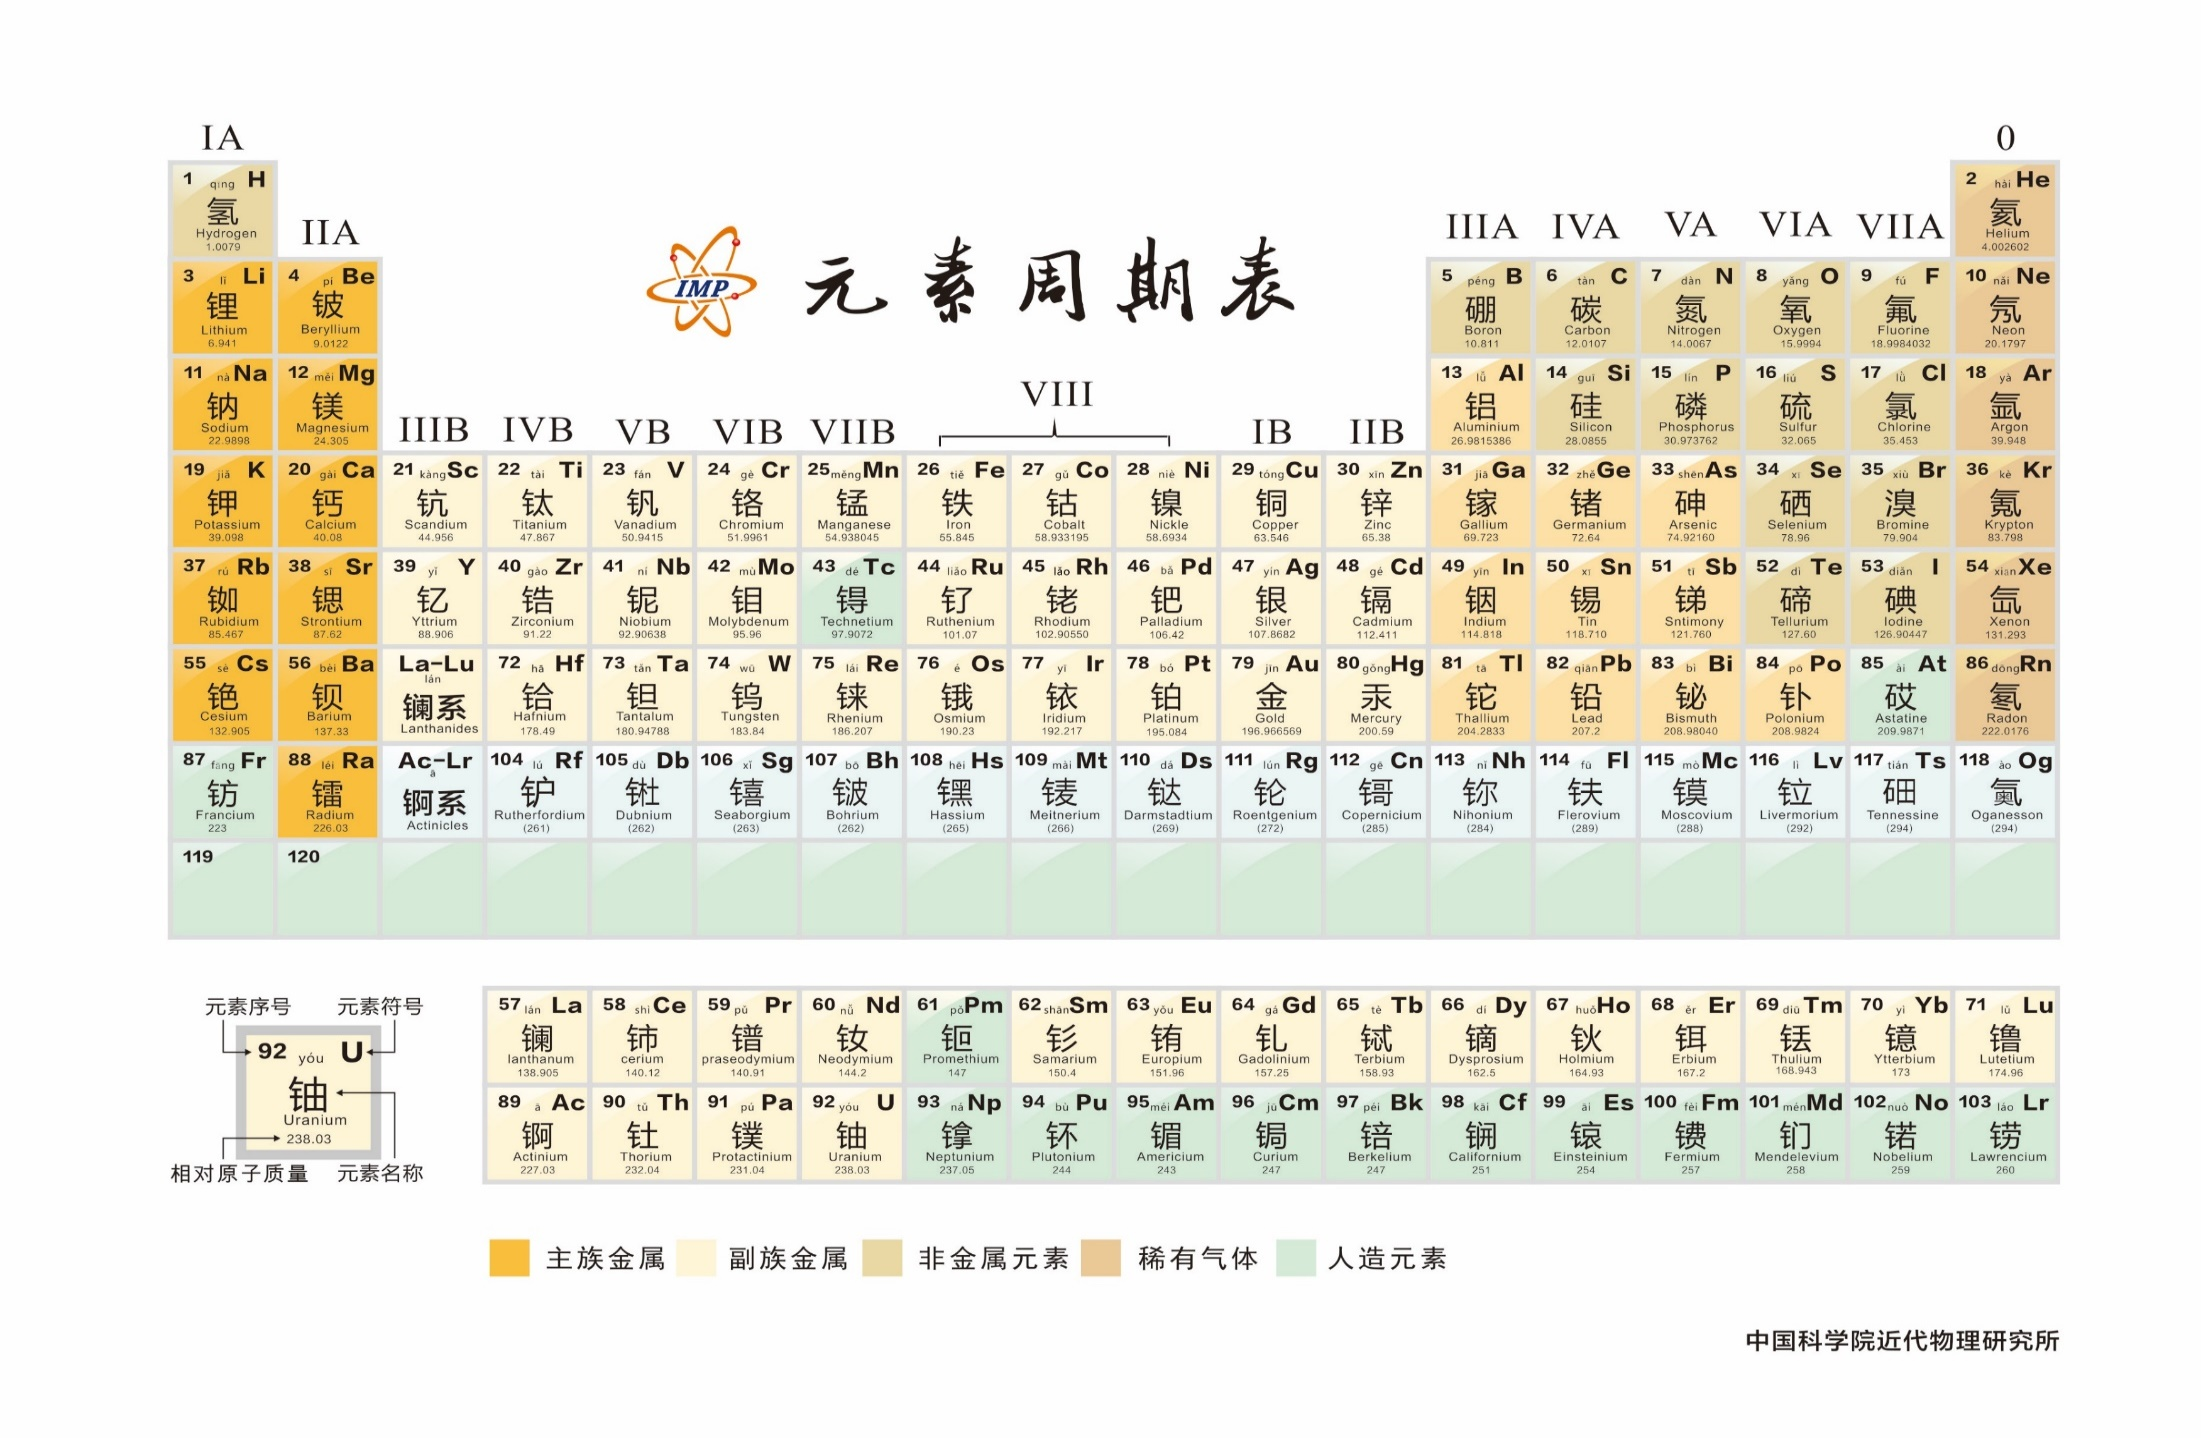 IA
0
1 qīng H
氢
Hydrogen
1.0079
2 hài He
氦
Helium
4.002602
IIA
IMP
元素周期表
IIIA
IVA
VA
VIA
VIIA
3 lǐ Li
锂
Lithium
6.941
4 pí Be
铍
Beryllium
9.0122
5 péng B
硼
Boron
10.811
6 tàn C
碳
Carbon
12.0107
7 dàn N
氮
Nitrogen
14.0067
8 yǎng O
氧
Oxygen
15.9994
9 fú F
氟
Fluorine
18.9984032
10 nǎi Ne
氖
Neon
20.1797
11 nà Na
钠
Sodium
22.9898
12 měi Mg
镁
Magnesium
24.305
IIIB
IVB
VB
VIB
VIIB
VIII
IB
IIB
13 lǚ Al
铝
Aluminium
26.9815386
14 guī Si
硅
Silicon
28.0855
15 lín P
磷
Phosphorus
30.973762
16 liú S
硫
Sulfur
32.065
17 lǜ Cl
氯
Chlorine
35.453
18 yà Ar
氩
Argon
39.948
19 jiǎ K
钾
Potassium
39.098
20 gài Ca
钙
Calcium
40.08
21 kàng Sc
钪
Scandium
44.956
22 tài Ti
钛
Titanium
47.867
23 fán V
钒
Vanadium
50.9415
24 gè Cr
铬
Chromium
51.9961
25 měng Mn
锰
Manganese
54.938045
26 tiě Fe
铁
Iron
55.845
27 gǔ Co
钴
Cobalt
58.933195
28 niè Ni
镍
Nickle
58.6934
29 tóng Cu
铜
Copper
63.546
30 xīn Zn
锌
Zinc
65.38
31 jiā Ga
镓
Gallium
69.723
32 zhě Ge
锗
Germanium
72.64
33 shēn As
砷
Arsenic
74.92160
34 xī Se
硒
Selenium
78.96
35 xiù Br
溴
Bromine
79.904
36 kè Kr
氪
Krypton
83.798
37 rú Rb
铷
Rubidium
85.467
38 sī Sr
锶
Strontium
87.62
39 yǐ Y
钇
Yttrium
88.906
40 gào Zr
锆
Zirconium
91.22
41 ní Nb
铌
Niobium
92.90638
42 mù Mo
钼
Molybdenum
95.96
43 dé Tc
锝
Technetium
97.9072
44 liǎo Ru
钌
Ruthenium
101.07
45 lǎo Rh
铑
Rhodium
102.90550
46 bǎ Pd
钯
Palladium
106.42
47 yín Ag
银
Silver
107.8682
48 gé Cd
镉
Cadmium
112.411
49 yīn In
铟
Indium
114.818
50 xī Sn
锡
Tin
118.710
51 tī Sb
锑
Sntimony
121.760
52 dì Te
碲
Tellurium
127.60
53 diǎn I
碘
Iodine
126.90447
54 xiān Xe
氙
Xenon
131.293
55 sè Cs
铯
Cesium
132.905
56 bèi Ba
钡
Barium
137.33
La-Lu
lán
镧系
Lanthanides
72 hā Hf
铪
Hafnium
178.49
73 tǎn Ta
钽
Tantalum
180.94788
74 wū W
钨
Tungsten
183.84
75 lái Re
铼
Rhenium
186.207
76 é Os
锇
Osmium
190.23
77 yī Ir
铱
Iridium
192.217
78 bó Pt
铂
Platinum
195.084
79 jīn Au
金
Gold
196.966569
80 gǒng Hg
汞
Mercury
200.59
81 tā Tl
铊
Thallium
204.2833
82 qiān Pb
铅
Lead
207.2
83 bì Bi
铋
Bismuth
208.98040
84 pō Po
钋
Polonium
208.9824
85 ài At
砹
Astatine
209.9871
86 dōng Rn
氡
Radon
222.0176
87 fāng Fr
钫
Francium
223
88 léi Ra
镭
Radium
226.03
Ac-Lr
ā
锕系
Actinicles
104 lú Rf
𬬻
Rutherfordium
(261)
105 dù Db
𬭊
Dubnium
(262)
106 xǐ Sg
𬭳
Seaborgium
(263)
107 bō Bh
𬭛
Bohrium
(262)
108 hēi Hs
𬭶
Hassium
(265)
109 mài Mt
鿏
Meitnerium
(266)
110 dá Ds
𫟼
Darmstadtium
(269)
111 lún Rg
𬬭
Roentgenium
(272)
112 gē Cn
鿔
Copernicium
(285)
113 nǐ Nh
鿭
Nihonium
(284)
114 fū Fl
𫓧
Flerovium
(289)
115 mò Mc
镆
Moscovium
(288)
116 lì Lv
𫟷
Livermorium
(292)
117 tián Ts
鿬
Tennessine
(294)
118 ào Og
鿫
Oganesson
(294)
119
120
元素序号
元素符号
92 yóu U
铀
Uranium
238.03
相对原子质量
元素名称
57 lán La
镧
lanthanum
138.905
58 shì Ce
铈
cerium
140.12
59 pǔ Pr
镨
praseodymium
140.91
60 nǚ Nd
钕
Neodymium
144.2
61 pǒ Pm
钷
Promethium
147
62 shān Sm
钐
Samarium
150.4
63 yǒu Eu
铕
Europium
151.96
64 gá Gd
钆
Gadolinium
157.25
65 tè Tb
铽
Terbium
158.93
66 dī Dy
镝
Dysprosium
162.5
67 huǒ Ho
钬
Holmium
164.93
68 ěr Er
铒
Erbium
167.2
69 diū Tm
铥
Thulium
168.943
70 yì Yb
镱
Ytterbium
173
71 lǔ Lu
镥
Lutetium
174.96
89 ā Ac
锕
Actinium
227.03
90 tǔ Th
钍
Thorium
232.04
91 pú Pa
镤
Protactinium
231.04
92 yóu U
铀
Uranium
238.03
93 ná Np
镎
Neptunium
237.05
94 bù Pu
钚
Plutonium
244
95 méi Am
镅
Americium
243
96 jú Cm
锔
Curium
247
97 péi Bk
锫
Berkelium
247
98 kāi Cf
锎
Californium
251
99 āi Es
锿
Einsteinium
254
100 fèi Fm
镄
Fermium
257
101 mén Md
钔
Mendelevium
258
102 nuò No
锘
Nobelium
259
103 láo Lr
铹
Lawrencium
260
主族金属
副族金属
非金属元素
稀有气体
人造元素
中国科学院近代物理研究所